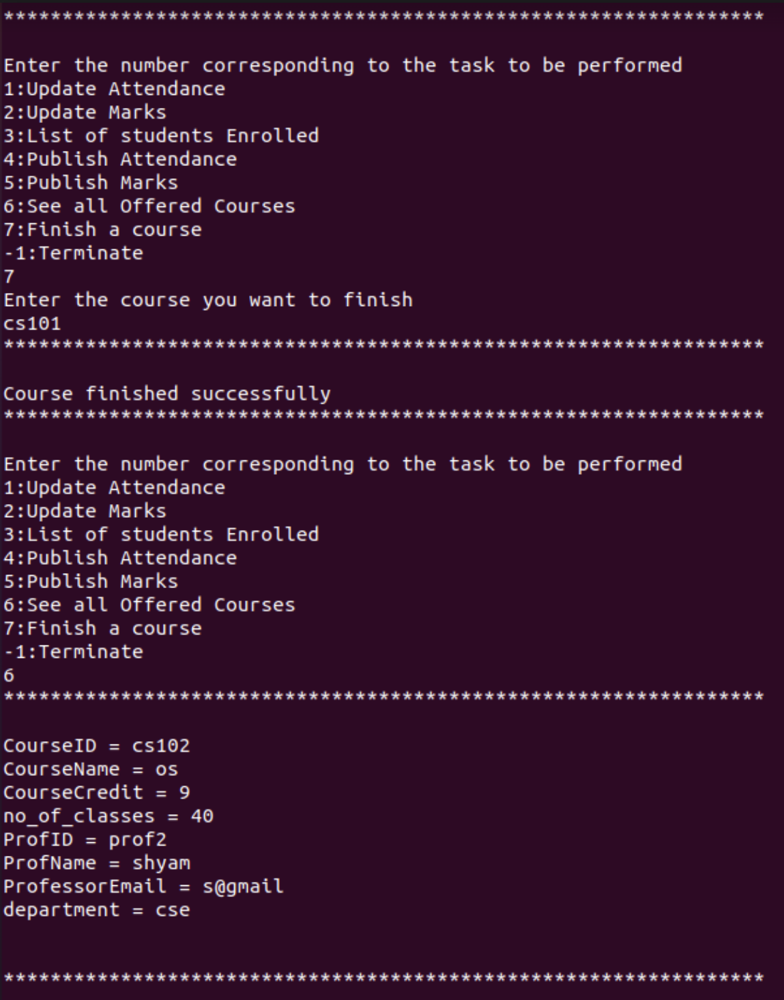 *****************************************************************
Enter the number corresponding to the task to be performed
1:Update Attendance
2:Update Marks
3:List of students Enrolled
4:Publish Attendance
5:Publish Marks
6:See all Offered Courses
7:Finish a course
-1:Terminate
7
Enter the course you want to finish
cs101
*****************************************************************
Course finished successfully
*****************************************************************
Enter the number corresponding to the task to be performed
1:Update Attendance
2:Update Marks
3:List of students Enrolled
4:Publish Attendance
5:Publish Marks
6:See all Offered Courses
7:Finish a course
-1:Terminate
6
*****************************************************************
CourseID = cs102
CourseName = os
CourseCredit = 9
no_of_classes = 40
ProfID = prof2
ProfName = shyam
ProfessorEmail = s@gmail
department = cse
*****************************************************************